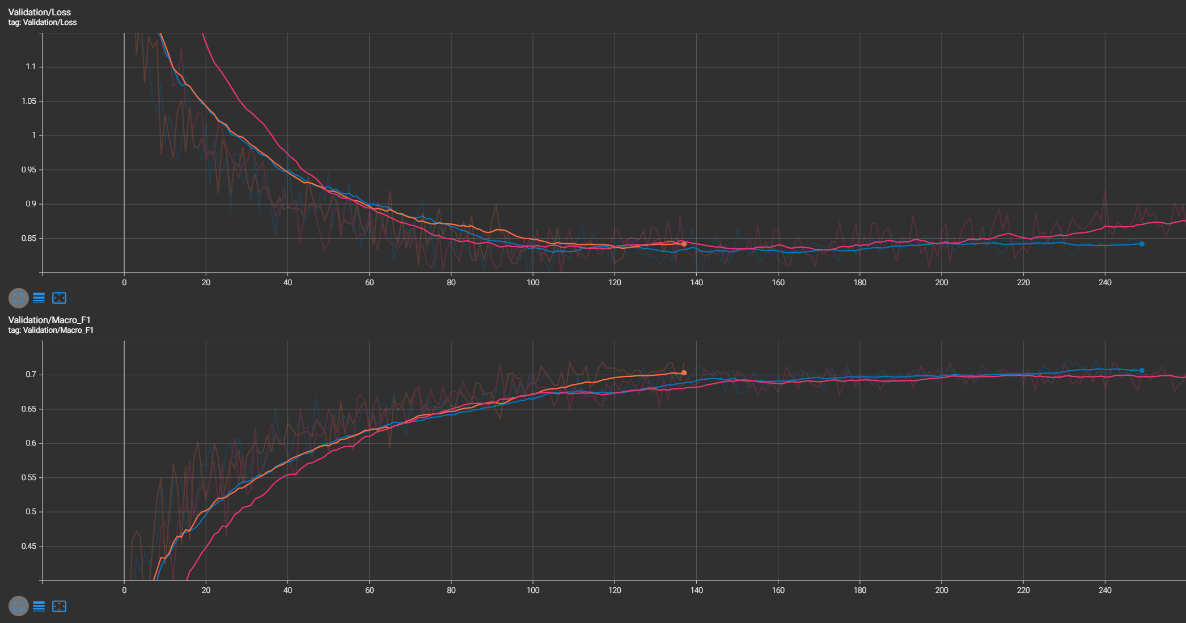 Validation/Loss
tag: Validation/Loss
1.1
1.05
1
0.95
0.9
0.85
0 20 40 60 80 100 120 140 160 180 200 220 240
Validation/Macro_F1
tag: Validation/Macro_F1
0.7
0.65
0.6
0.55
0.5
0.45
0 20 40 60 80 100 120 140 160 180 200 220 240